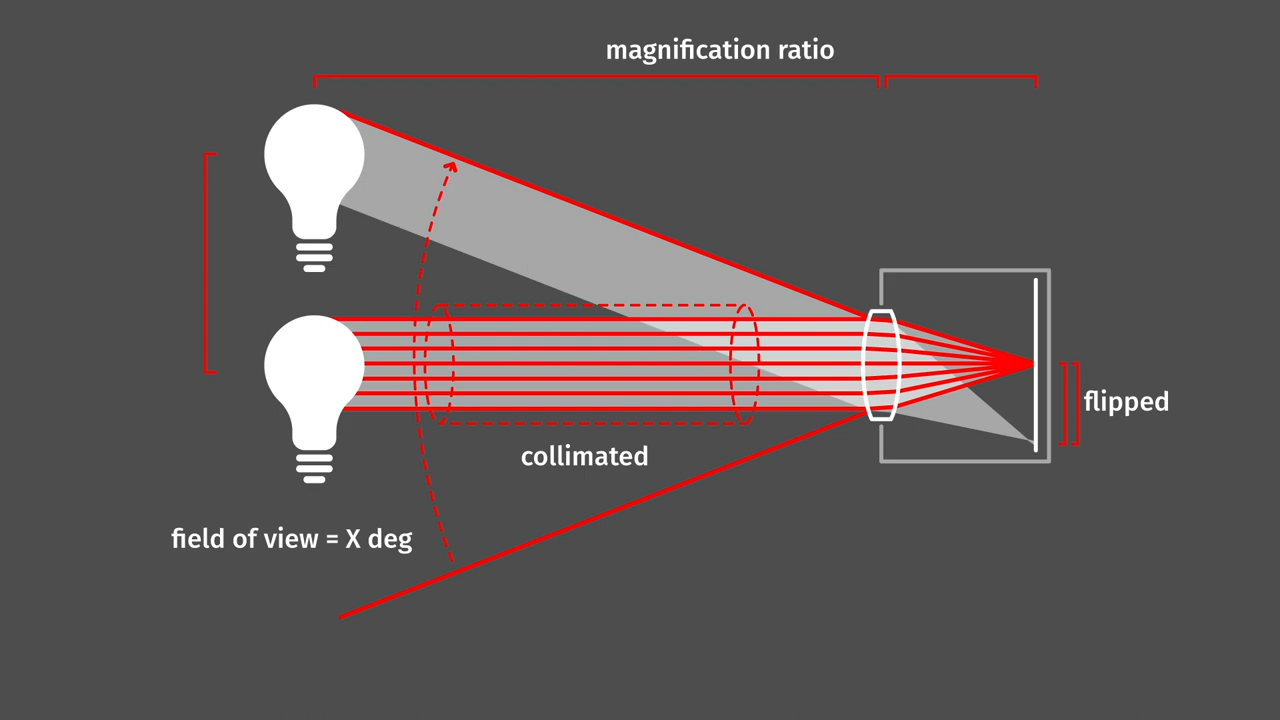 magnification ratio
flipped
collimated
field of view = X deg